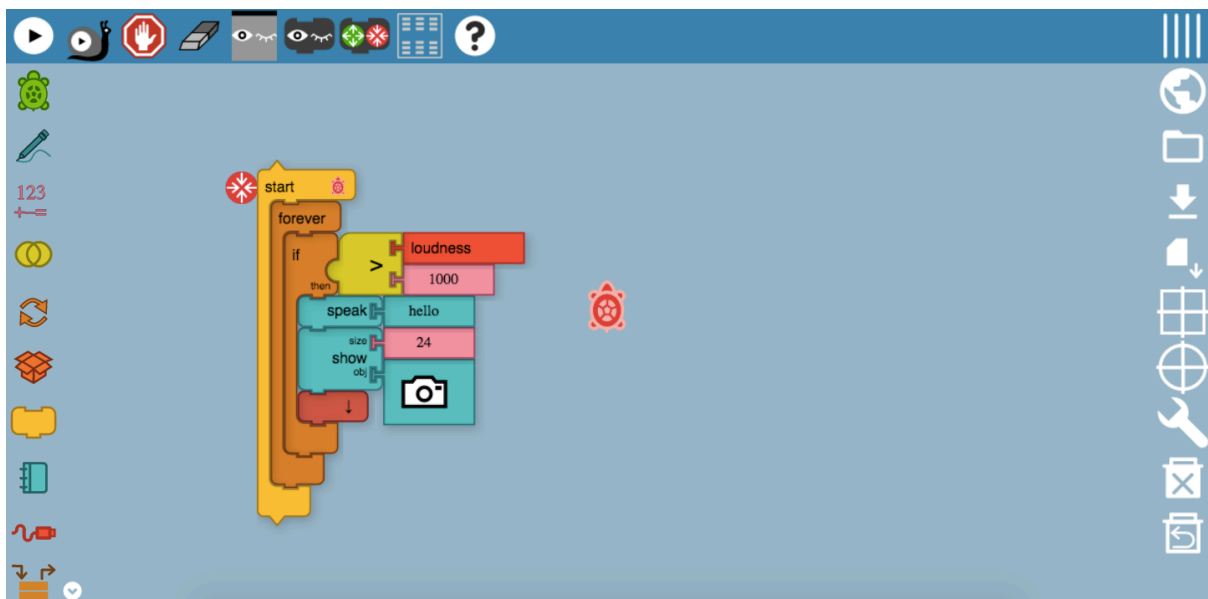 123
+-=
start
forever
if
>
loudness
1000
then
speak
hello
size
24
show
obj
↓
?